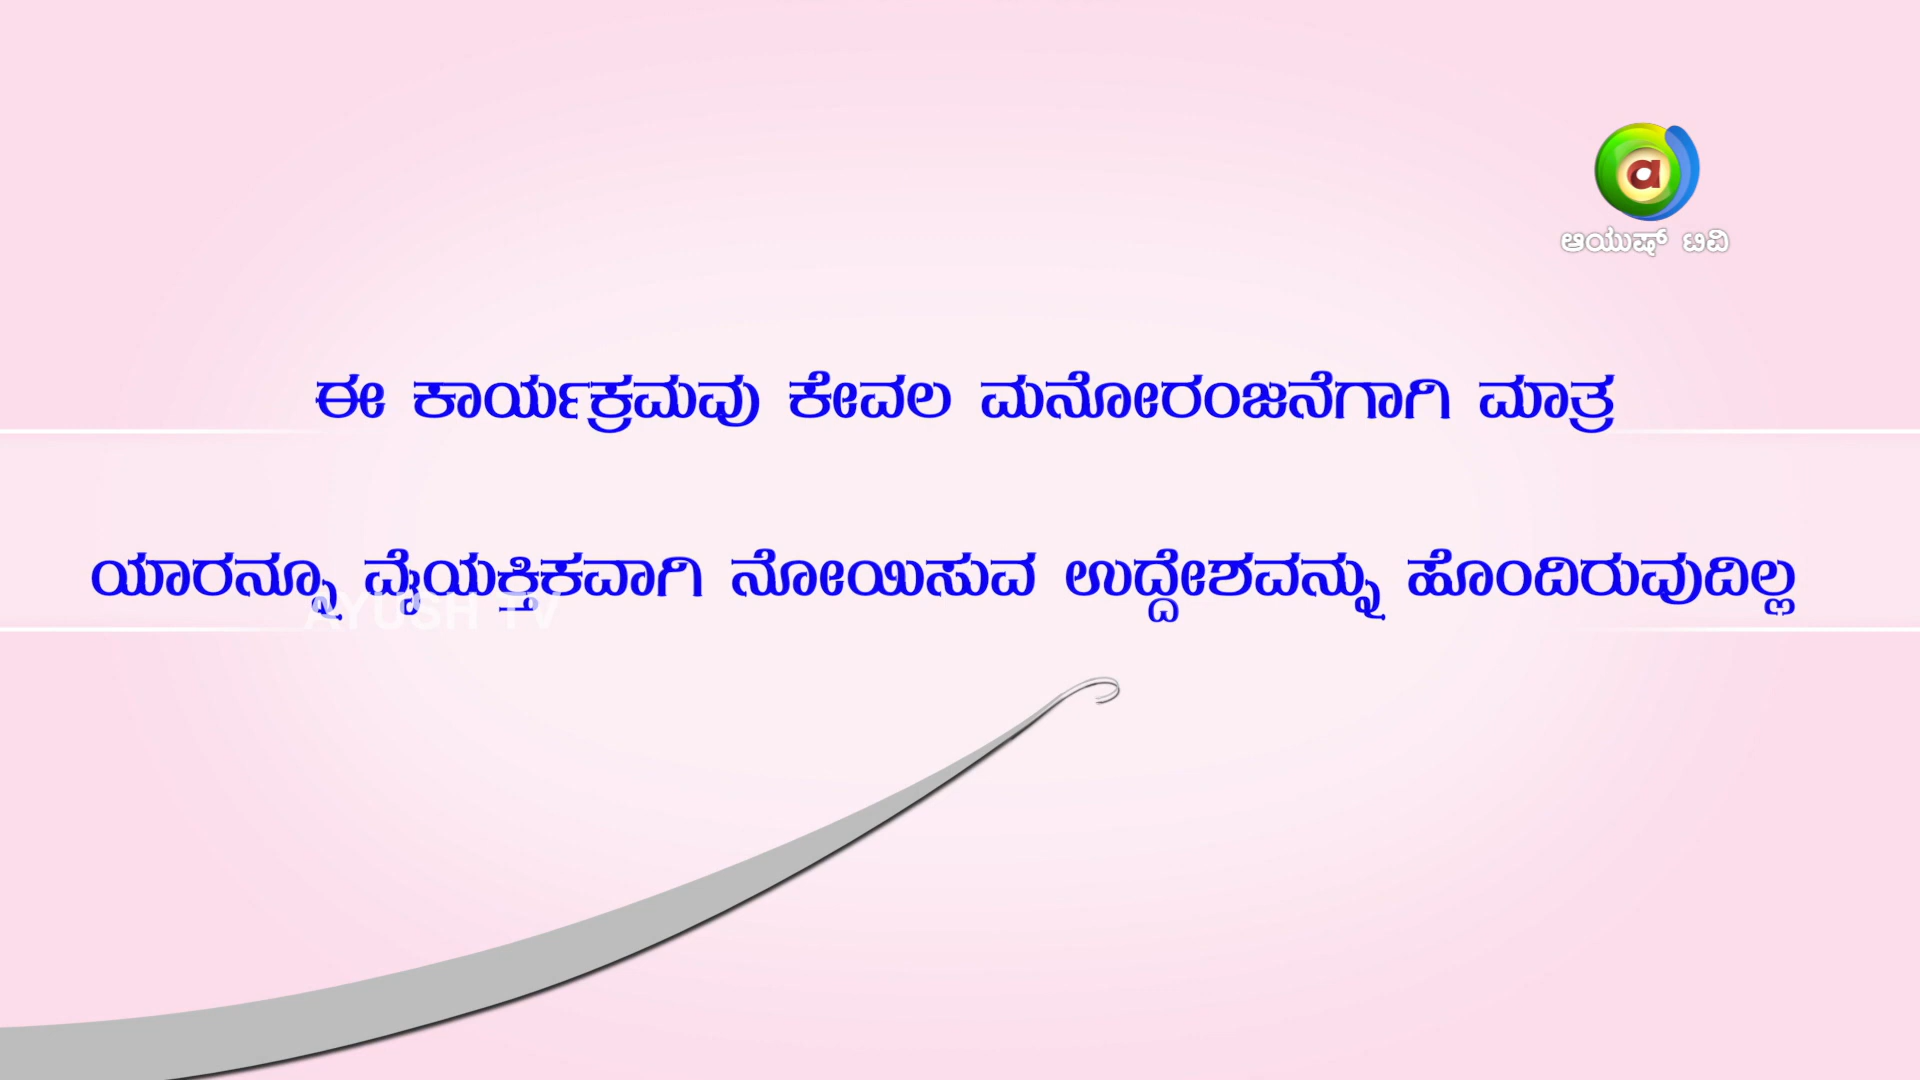 ಆಯುಷ್ ಟಿವಿ
ಈ ಕಾರ್ಯಕ್ರಮವು ಕೇವಲ ಮನೋರಂಜನೆಗಾಗಿ ಮಾತ್ರ
ಯಾರನ್ನೂ ವೈಯಕ್ತಿಕವಾಗಿ ನೋಯಿಸುವ ಉದ್ದೇಶವನ್ನು ಹೊಂದಿರುವುದಿಲ್ಲ
AYUSH TV